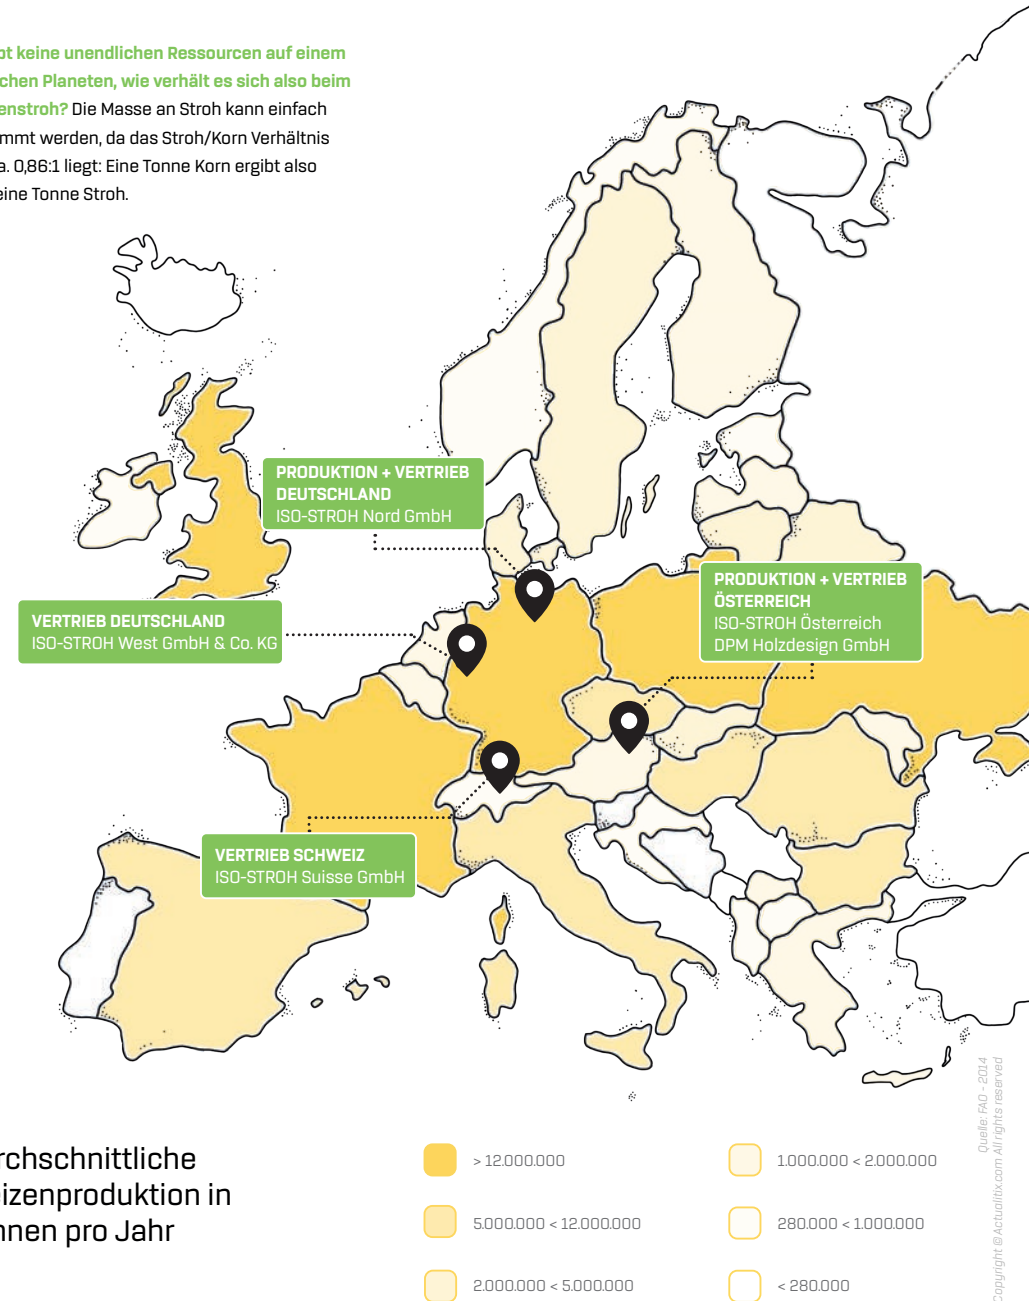 bt keine unendlichen Ressourcen auf einem
chen Planeten, wie verhält es sich also beim
enstroh? Die Masse an Stroh kann einfach
mmt werden, da das Stroh/Korn Verhältnis
a. 0,86:1 liegt: Eine Tonne Korn ergibt also
eine Tonne Stroh.
PRODUKTION + VERTRIEB
DEUTSCHLAND
ISO-STROH Nord GmbH
VERTRIEB DEUTSCHLAND
ISO-STROH West GmbH & Co. KG
PRODUKTION + VERTRIEB
ÖSTERREICH
ISO-STROH Österreich
DPM Holzdesign GmbH
VERTRIEB SCHWEIZ
ISO-STROH Suisse GmbH
rchschnittliche
eizenproduktion in
nnen pro Jahr
> 12.000.000
5.000.000 < 12.000.000
2.000.000 < 5.000.000
1.000.000 < 2.000.000
280.000 < 1.000.000
< 280.000
Quelle: FAO - 2014
Copyright @ Actualitix.com All rights reserved